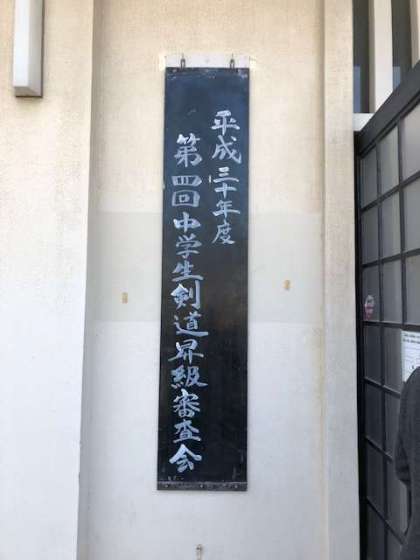 平成三十年度
第四回中学生剣道昇級審査会